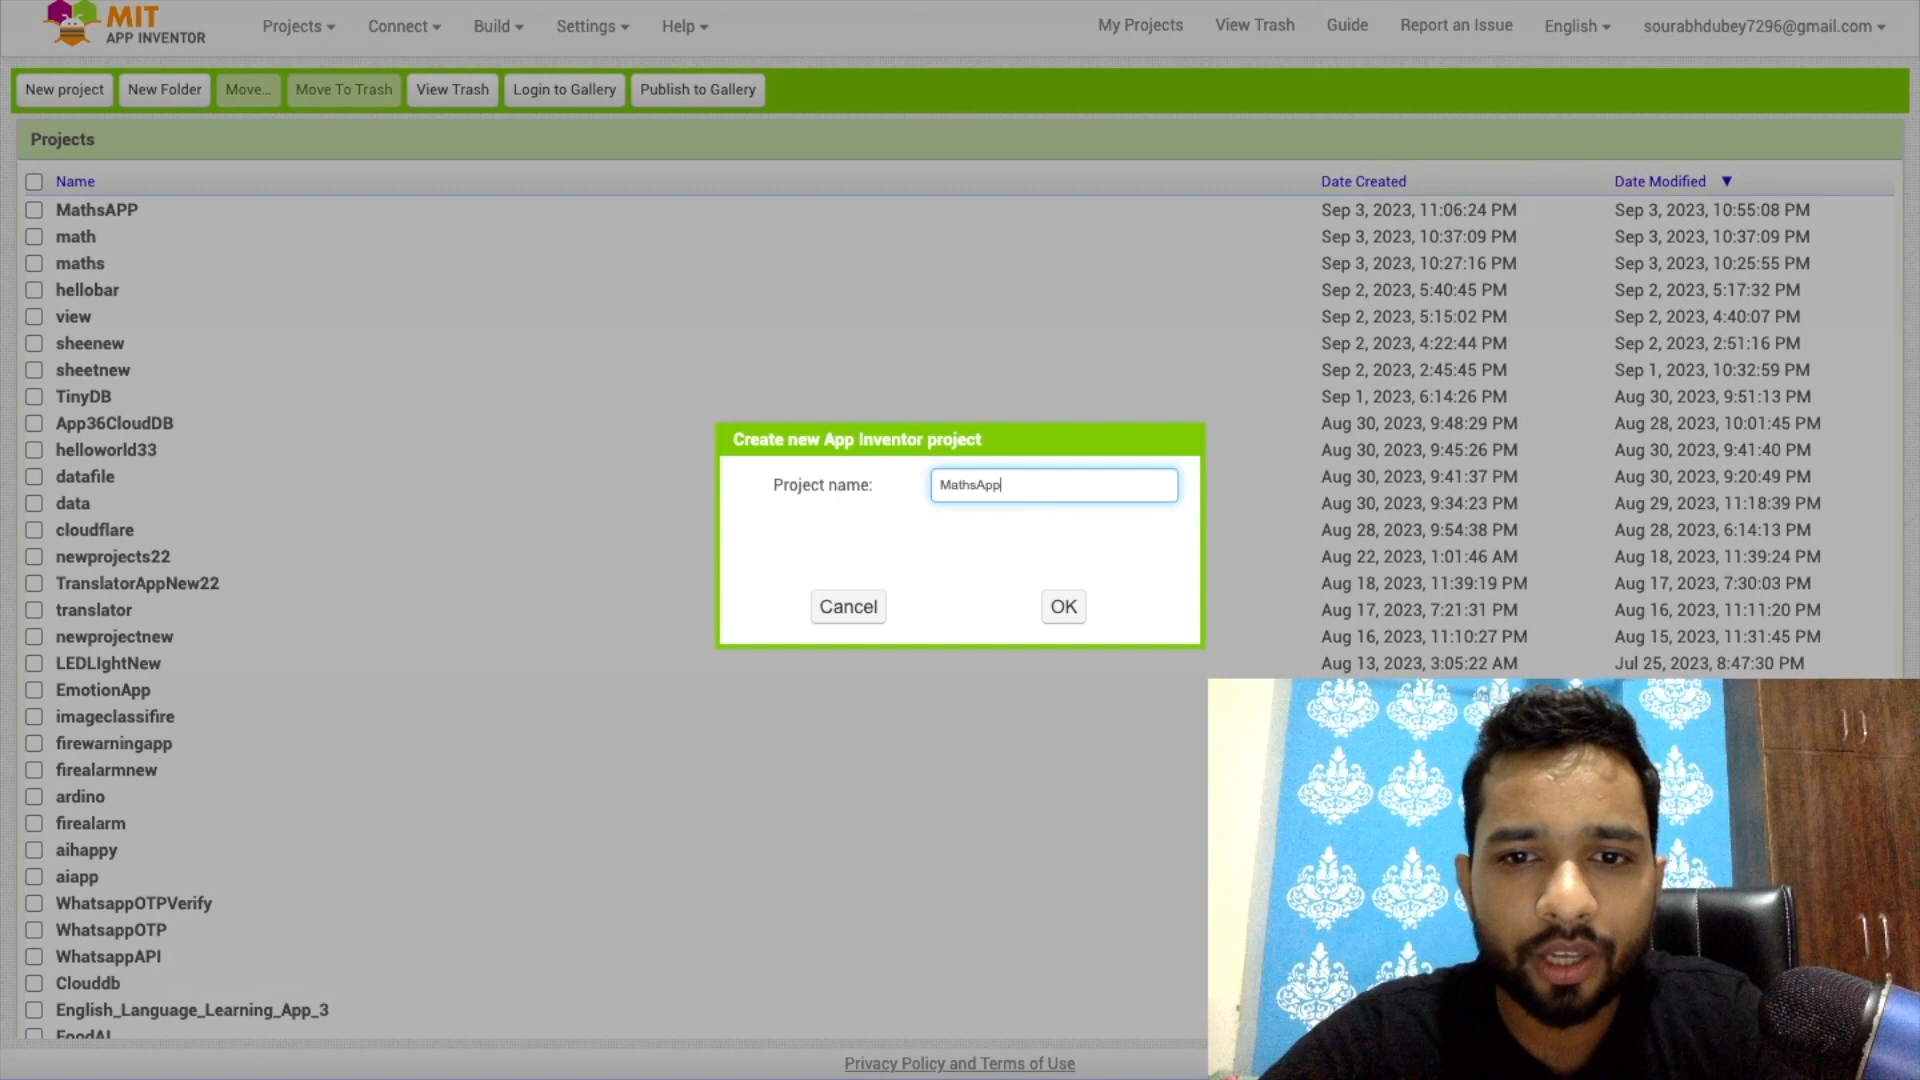 MIT
APP INVENTOR
Projects Connect Build Settings Help My Projects View Trash Guide Report an Issue English sourabhdubey7296@gmail.com
New project New Folder Move... Move To Trash View Trash Login to Gallery Publish to Gallery
Projects
Name Date Created Date Modified ▼
MathsAPP Sep 3, 2023, 11:06:24 PM Sep 3, 2023, 10:55:08 PM
math Sep 3, 2023, 10:37:09 PM Sep 3, 2023, 10:37:09 PM
maths Sep 3, 2023, 10:27:16 PM Sep 3, 2023, 10:25:55 PM
hellobar Sep 2, 2023, 5:40:45 PM Sep 2, 2023, 5:17:32 PM
view Sep 2, 2023, 5:15:02 PM Sep 2, 2023, 4:40:07 PM
sheenew Sep 2, 2023, 4:22:44 PM Sep 2, 2023, 2:51:16 PM
sheetnew Sep 2, 2023, 2:45:45 PM Sep 1, 2023, 10:32:59 PM
TinyDB Sep 1, 2023, 6:14:26 PM Aug 30, 2023, 9:51:13 PM
App36CloudDB Aug 30, 2023, 9:48:29 PM Aug 28, 2023, 10:01:45 PM
helloworld33 Aug 30, 2023, 9:45:26 PM Aug 30, 2023, 9:41:40 PM
datafile Aug 30, 2023, 9:41:37 PM Aug 30, 2023, 9:20:49 PM
data Aug 30, 2023, 9:34:23 PM Aug 29, 2023, 11:18:39 PM
cloudflare Aug 28, 2023, 9:54:38 PM Aug 28, 2023, 6:14:13 PM
newprojects22 Aug 22, 2023, 1:01:46 AM Aug 18, 2023, 11:39:24 PM
TranslatorAppNew22 Aug 18, 2023, 11:39:19 PM Aug 17, 2023, 7:30:03 PM
translator Aug 17, 2023, 7:21:31 PM Aug 16, 2023, 11:11:20 PM
newprojectnew Aug 16, 2023, 11:10:27 PM Aug 15, 2023, 11:31:45 PM
LEDLIghtNew Aug 13, 2023, 3:05:22 AM Jul 25, 2023, 8:47:30 PM
EmotionApp
imageclassifire
firewarningapp
firealarmnew
ardino
firealarm
aihappy
aiapp
WhatsappOTPVerify
WhatsappOTP
WhatsappAPI
Clouddb
English_Language_Learning_App_3
FoodAI
Create new App Inventor project
Project name: MathsApp
Cancel OK
Privacy Policy and Terms of Use